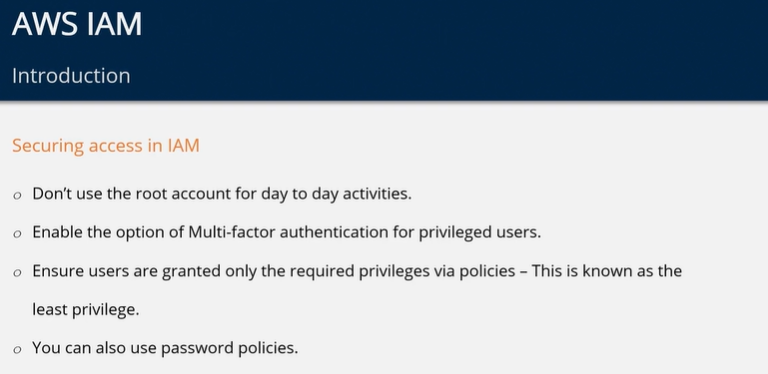 AWS IAM
Introduction
Securing access in IAM
o Don't use the root account for day to day activities.
o Enable the option of Multi-factor authentication for privileged users.
o Ensure users are granted only the required privileges via policies – This is known as the
least privilege.
o You can also use password policies.